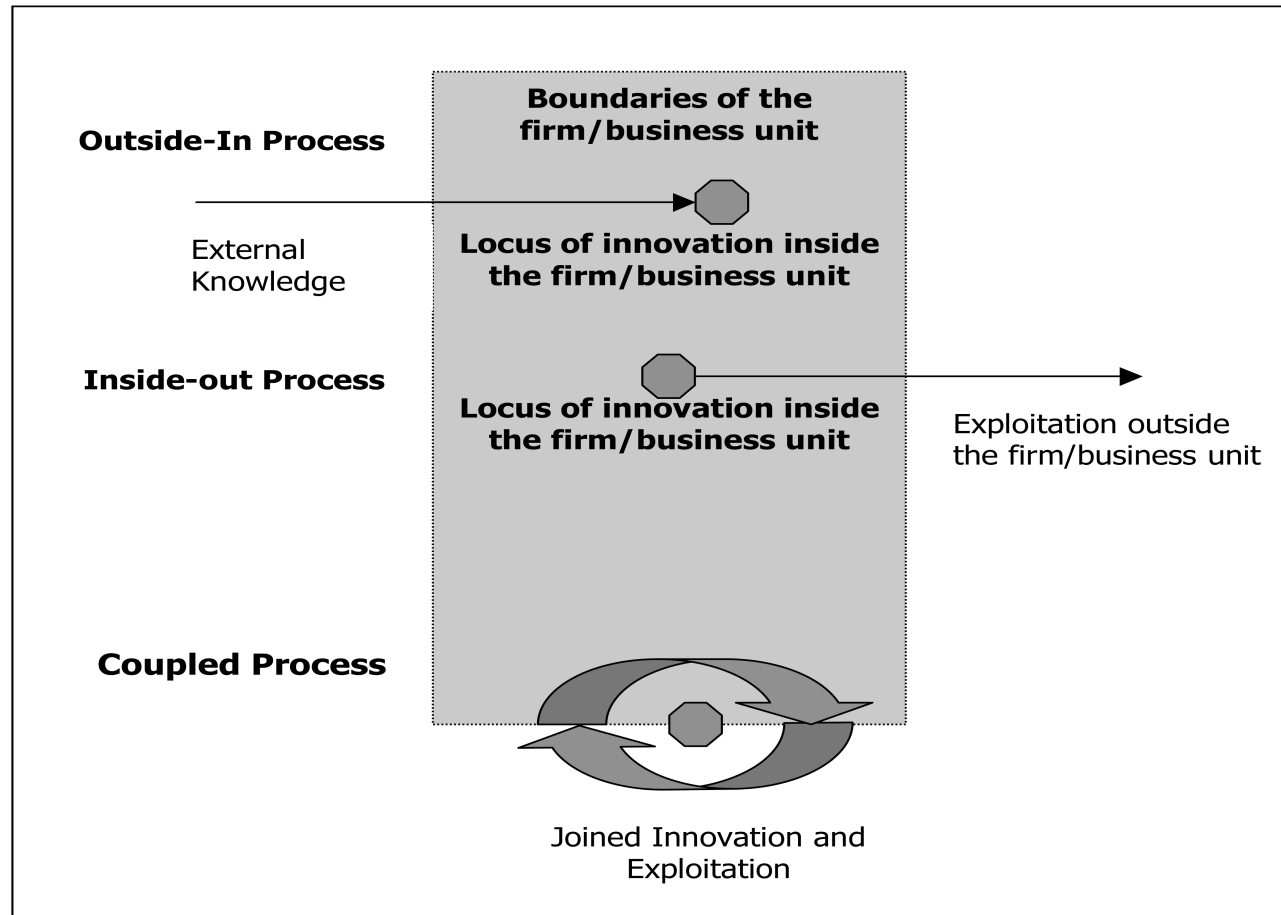 Boundaries of the
firm/business unit
Outside-In Process
External
Knowledge
Locus of innovation inside
the firm/business unit
Inside-out Process
Locus of innovation inside
the firm/business unit
Exploitation outside
the firm/business unit
Coupled Process
Joined Innovation and
Exploitation